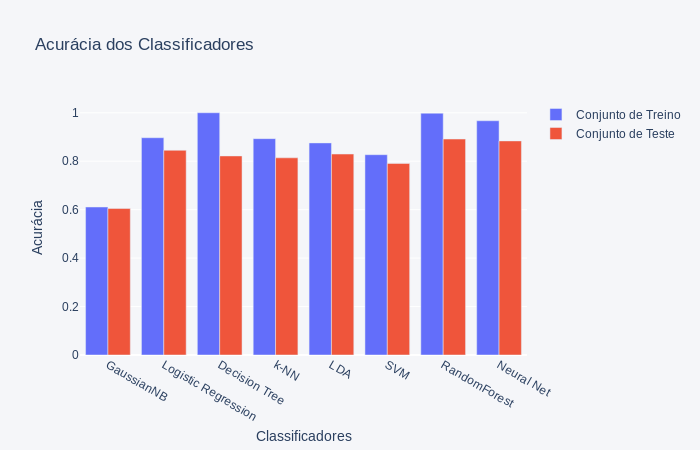 Acurácia dos Classificadores
Conjunto de Treino
Conjunto de Teste
Acurácia
1
0.8
0.6
0.4
0.2
0
GaussianNB
Logistic Regression
Decision Tree
k-NN
LDA
SVM
RandomForest
Neural Net
Classificadores